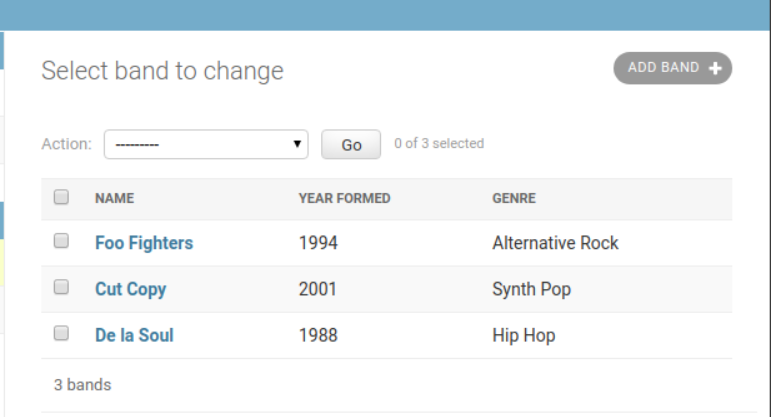 Select band to change
ADD BAND +
Action: --------- Go 0 of 3 selected
NAME YEAR FORMED GENRE
Foo Fighters 1994 Alternative Rock
Cut Copy 2001 Synth Pop
De la Soul 1988 Hip Hop
3 bands